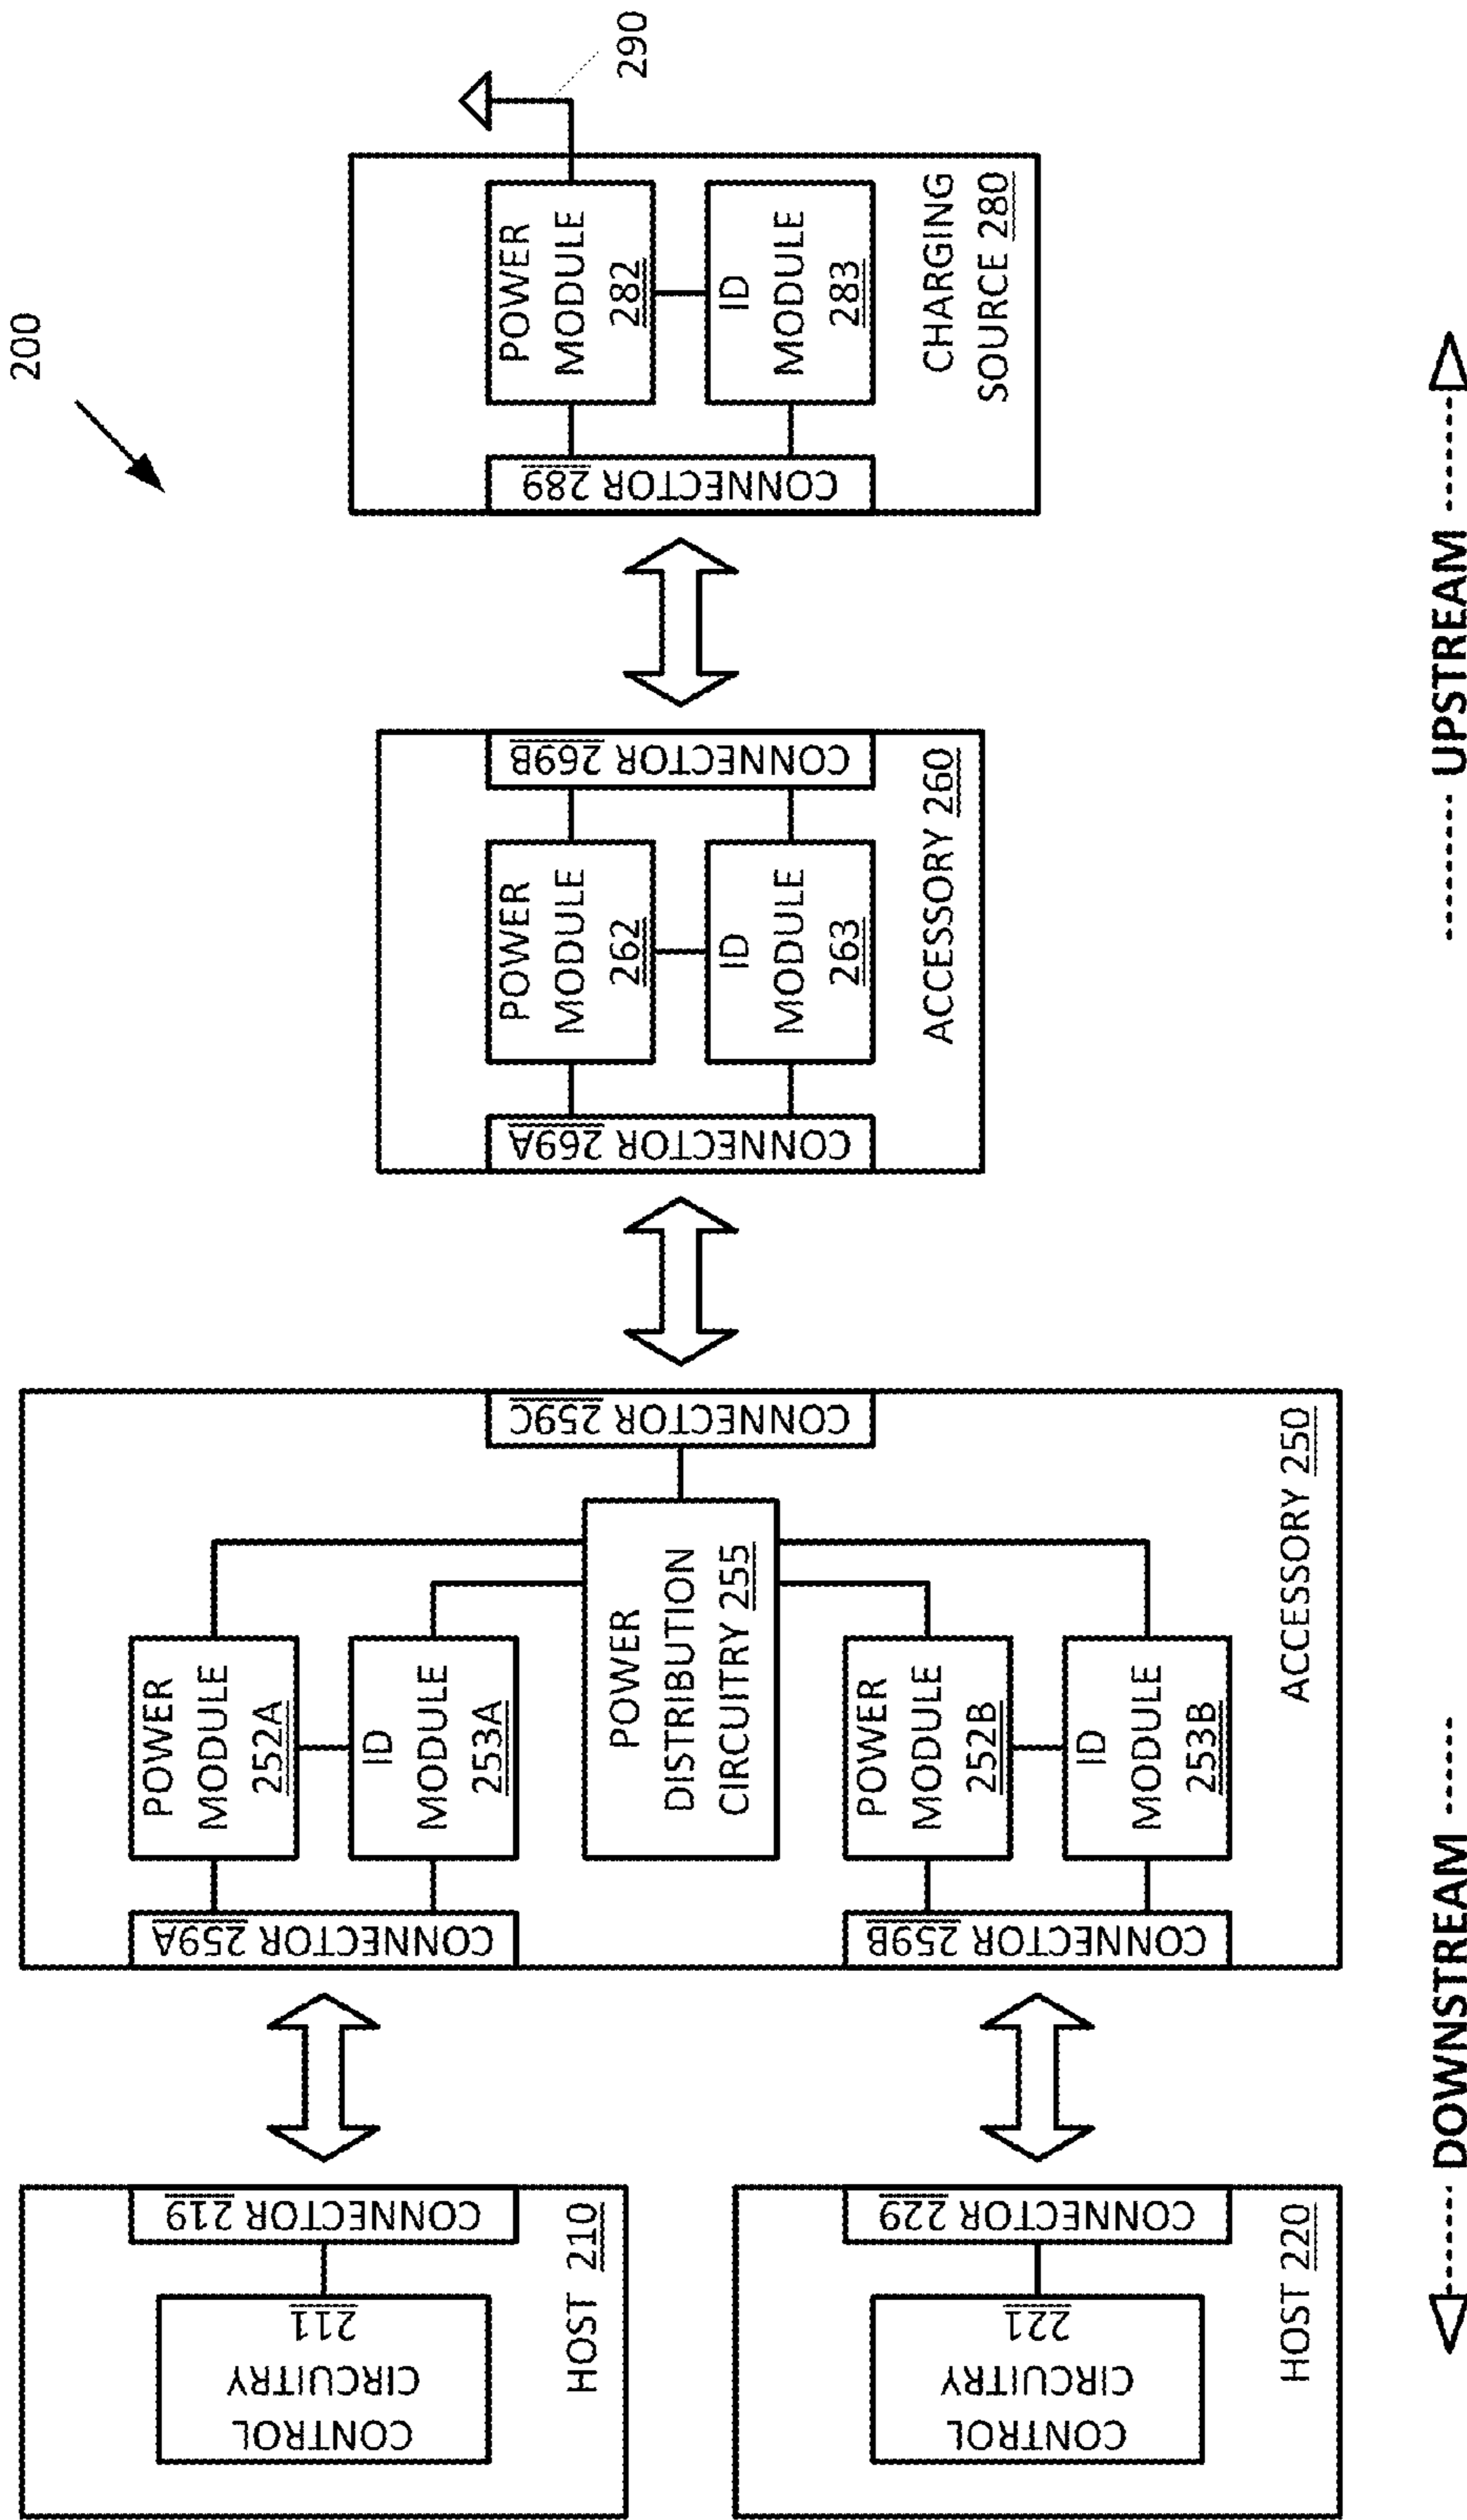 200
CONTROL
CIRCUITRY
211
CONNECTOR 219
HOST 210
CONTROL
CIRCUITRY
221
CONNECTOR 229
HOST 220
CONNECTOR 259A
POWER
MODULE
252A
ID
MODULE
253A
POWER
DISTRIBUTION
CIRCUITRY 255
CONNECTOR 259B
POWER
MODULE
252B
ID
MODULE
253B
CONNECTOR 259C
ACCESSORY 250
CONNECTOR 269A
POWER
MODULE
262
ID
MODULE
263
CONNECTOR 269B
ACCESSORY 260
CONNECTOR 289
POWER
MODULE
282
ID
MODULE
283
CHARGING
SOURCE 280
290
DOWNSTREAM
UPSTREAM